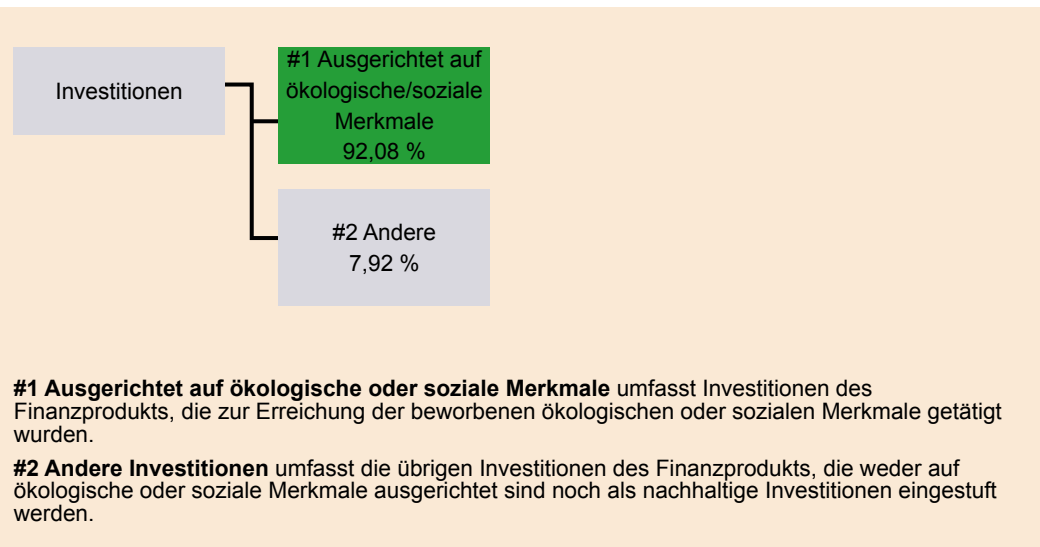 Investitionen
#1 Ausgerichtet auf
ökologische/soziale
Merkmale
92,08 %
#2 Andere
7,92 %
#1 Ausgerichtet auf ökologische oder soziale Merkmale umfasst Investitionen des
Finanzprodukts, die zur Erreichung der beworbenen ökologischen oder sozialen Merkmale getätigt
wurden.
#2 Andere Investitionen umfasst die übrigen Investitionen des Finanzprodukts, die weder auf
ökologische oder soziale Merkmale ausgerichtet sind noch als nachhaltige Investitionen eingestuft
werden.